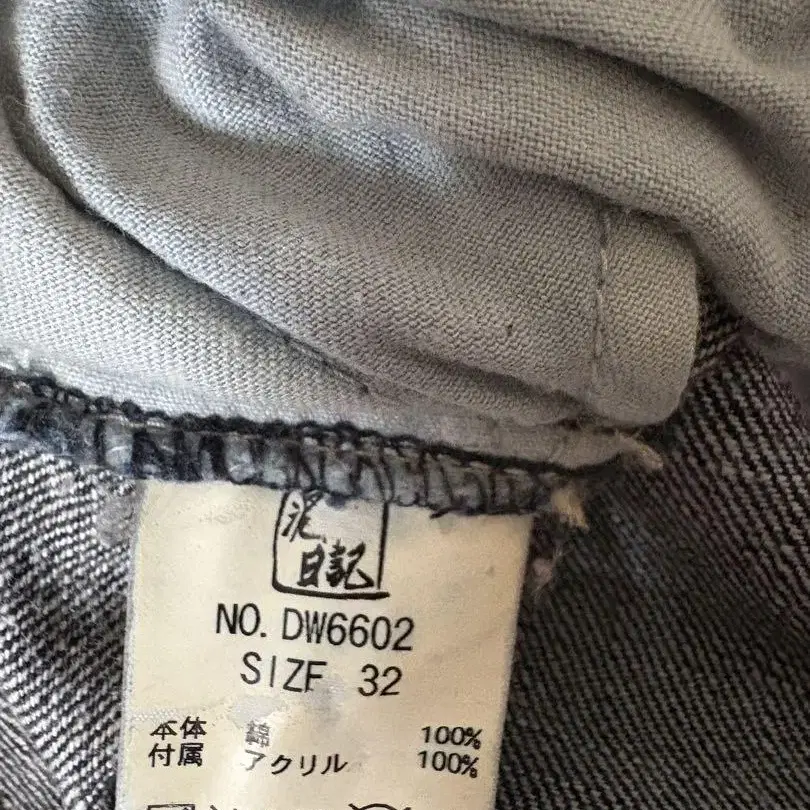 泥
日記
NO. DW6602
SIZE 32
本体 綿 100%
付属 アクリル 100%